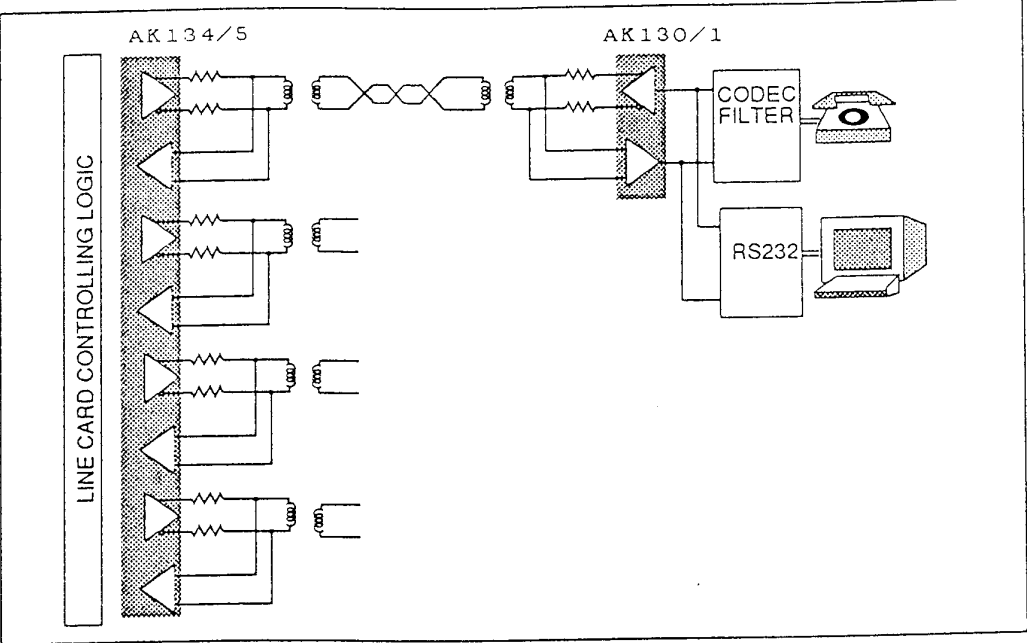 AK134/5
AK130/1
LINE CARD CONTROLLING LOGIC
CODEC
FILTER
RS232